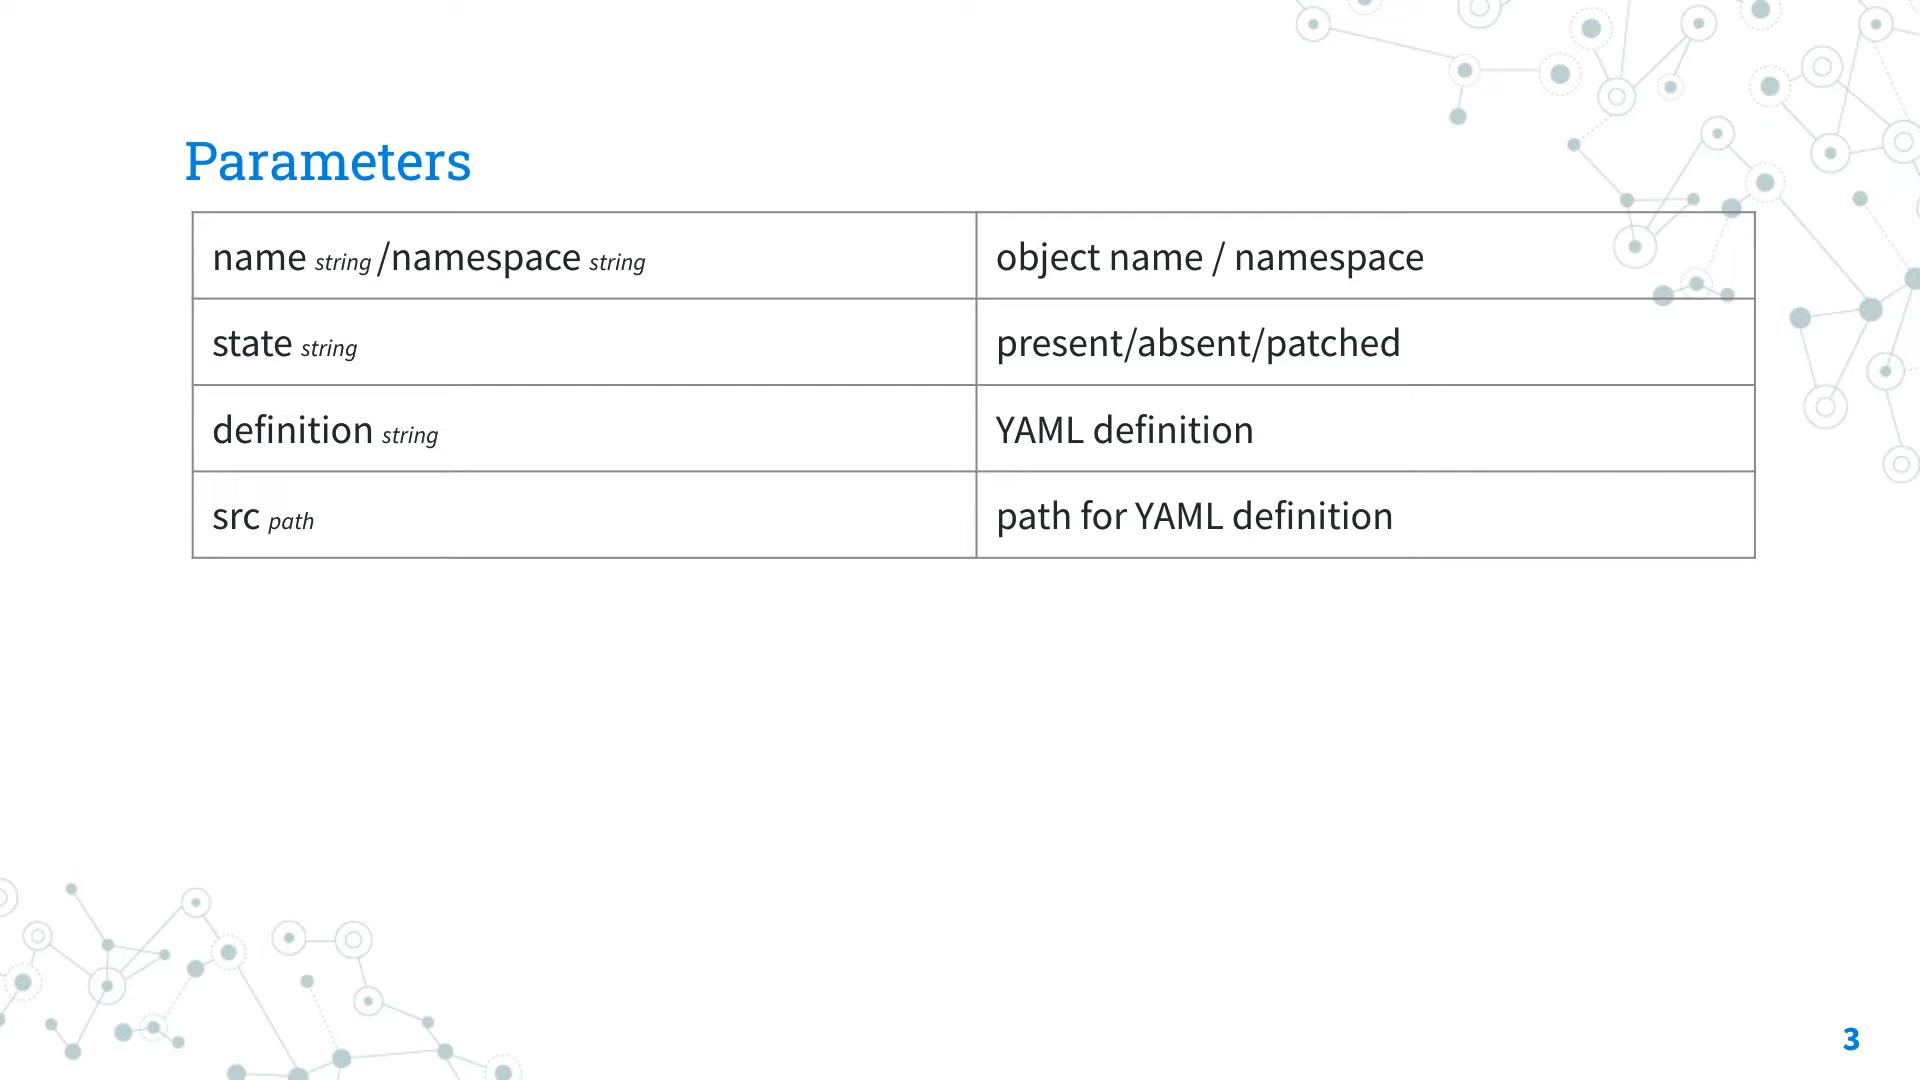 Parameters
name string /namespace string object name / namespace
state string present/absent/patched
definition string YAML definition
src path path for YAML definition
3